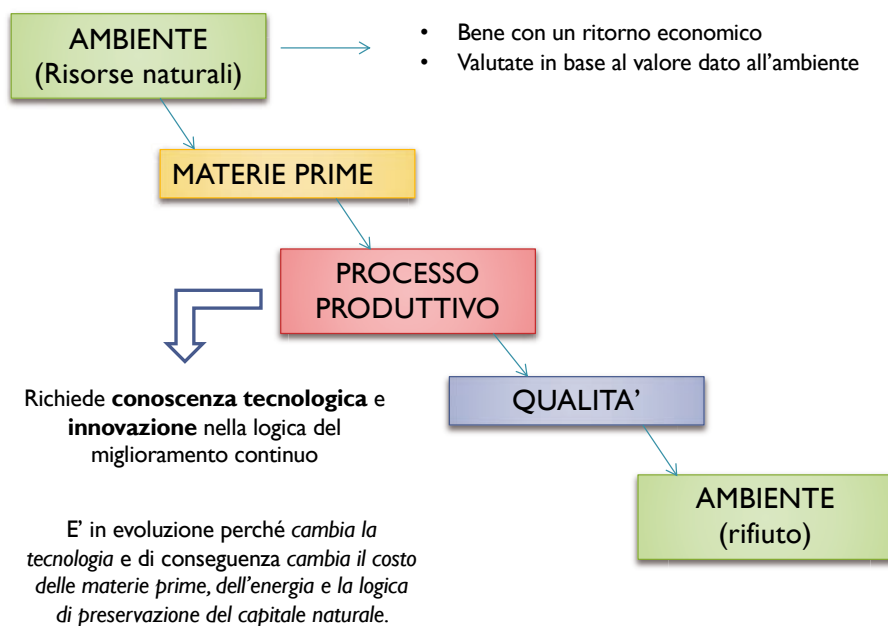 AMBIENTE
(Risorse naturali)
• Bene con un ritorno economico
• Valutate in base al valore dato all’ambiente
MATERIE PRIME
PROCESSO
PRODUTTIVO
Richiede conoscenza tecnologica e
innovazione nella logica del
miglioramento continuo
QUALITA’
AMBIENTE
(rifiuto)
E’ in evoluzione perché cambia la
tecnologia e di conseguenza cambia il costo
delle materie prime, dell’energia e la logica
di preservazione del capitale naturale.